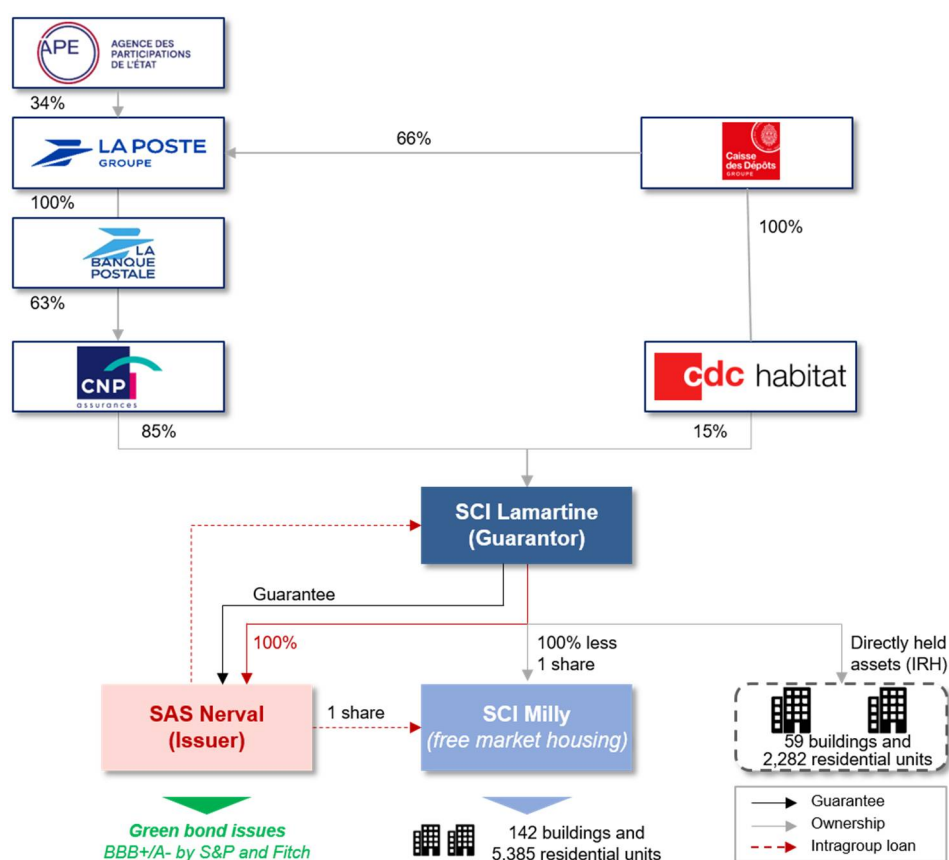 APE
AGENCE DES
PARTICIPATIONS
DE L'ÉTAT
34%
LA POSTE
GROUPE
66%
Caisse
des Dépôts
GROUPE
100%
100%
LA
BANQUE
POSTALE
63%
CNP
assurances
cdc habitat
85%
15%
SCI Lamartine
(Guarantor)
Guarantee
100%
100% less
1 share
Directly held
assets (IRH)
SAS Nerval
(Issuer)
1 share
SCI Milly
(free market housing)
59 buildings and
2,282 residential units
Green bond issues
BBB+/A- by S&P and Fitch
142 buildings and
5,385 residential units
Guarantee
Ownership
Intragroup loan